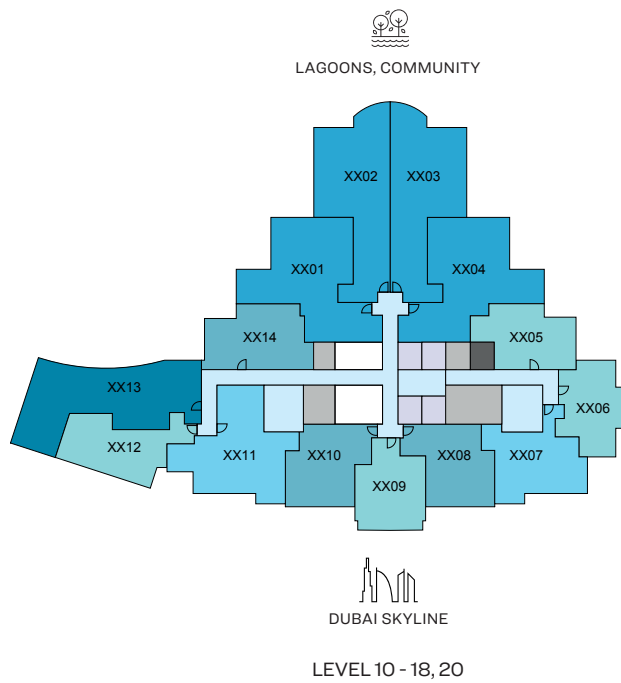 LAGOONS, COMMUNITY
XX02
XX03
XX01
XX04
XX14
XX05
XX13
XX06
XX12
XX11
XX10
XX09
XX08
XX07
DUBAI SKYLINE
LEVEL 10 - 18, 20